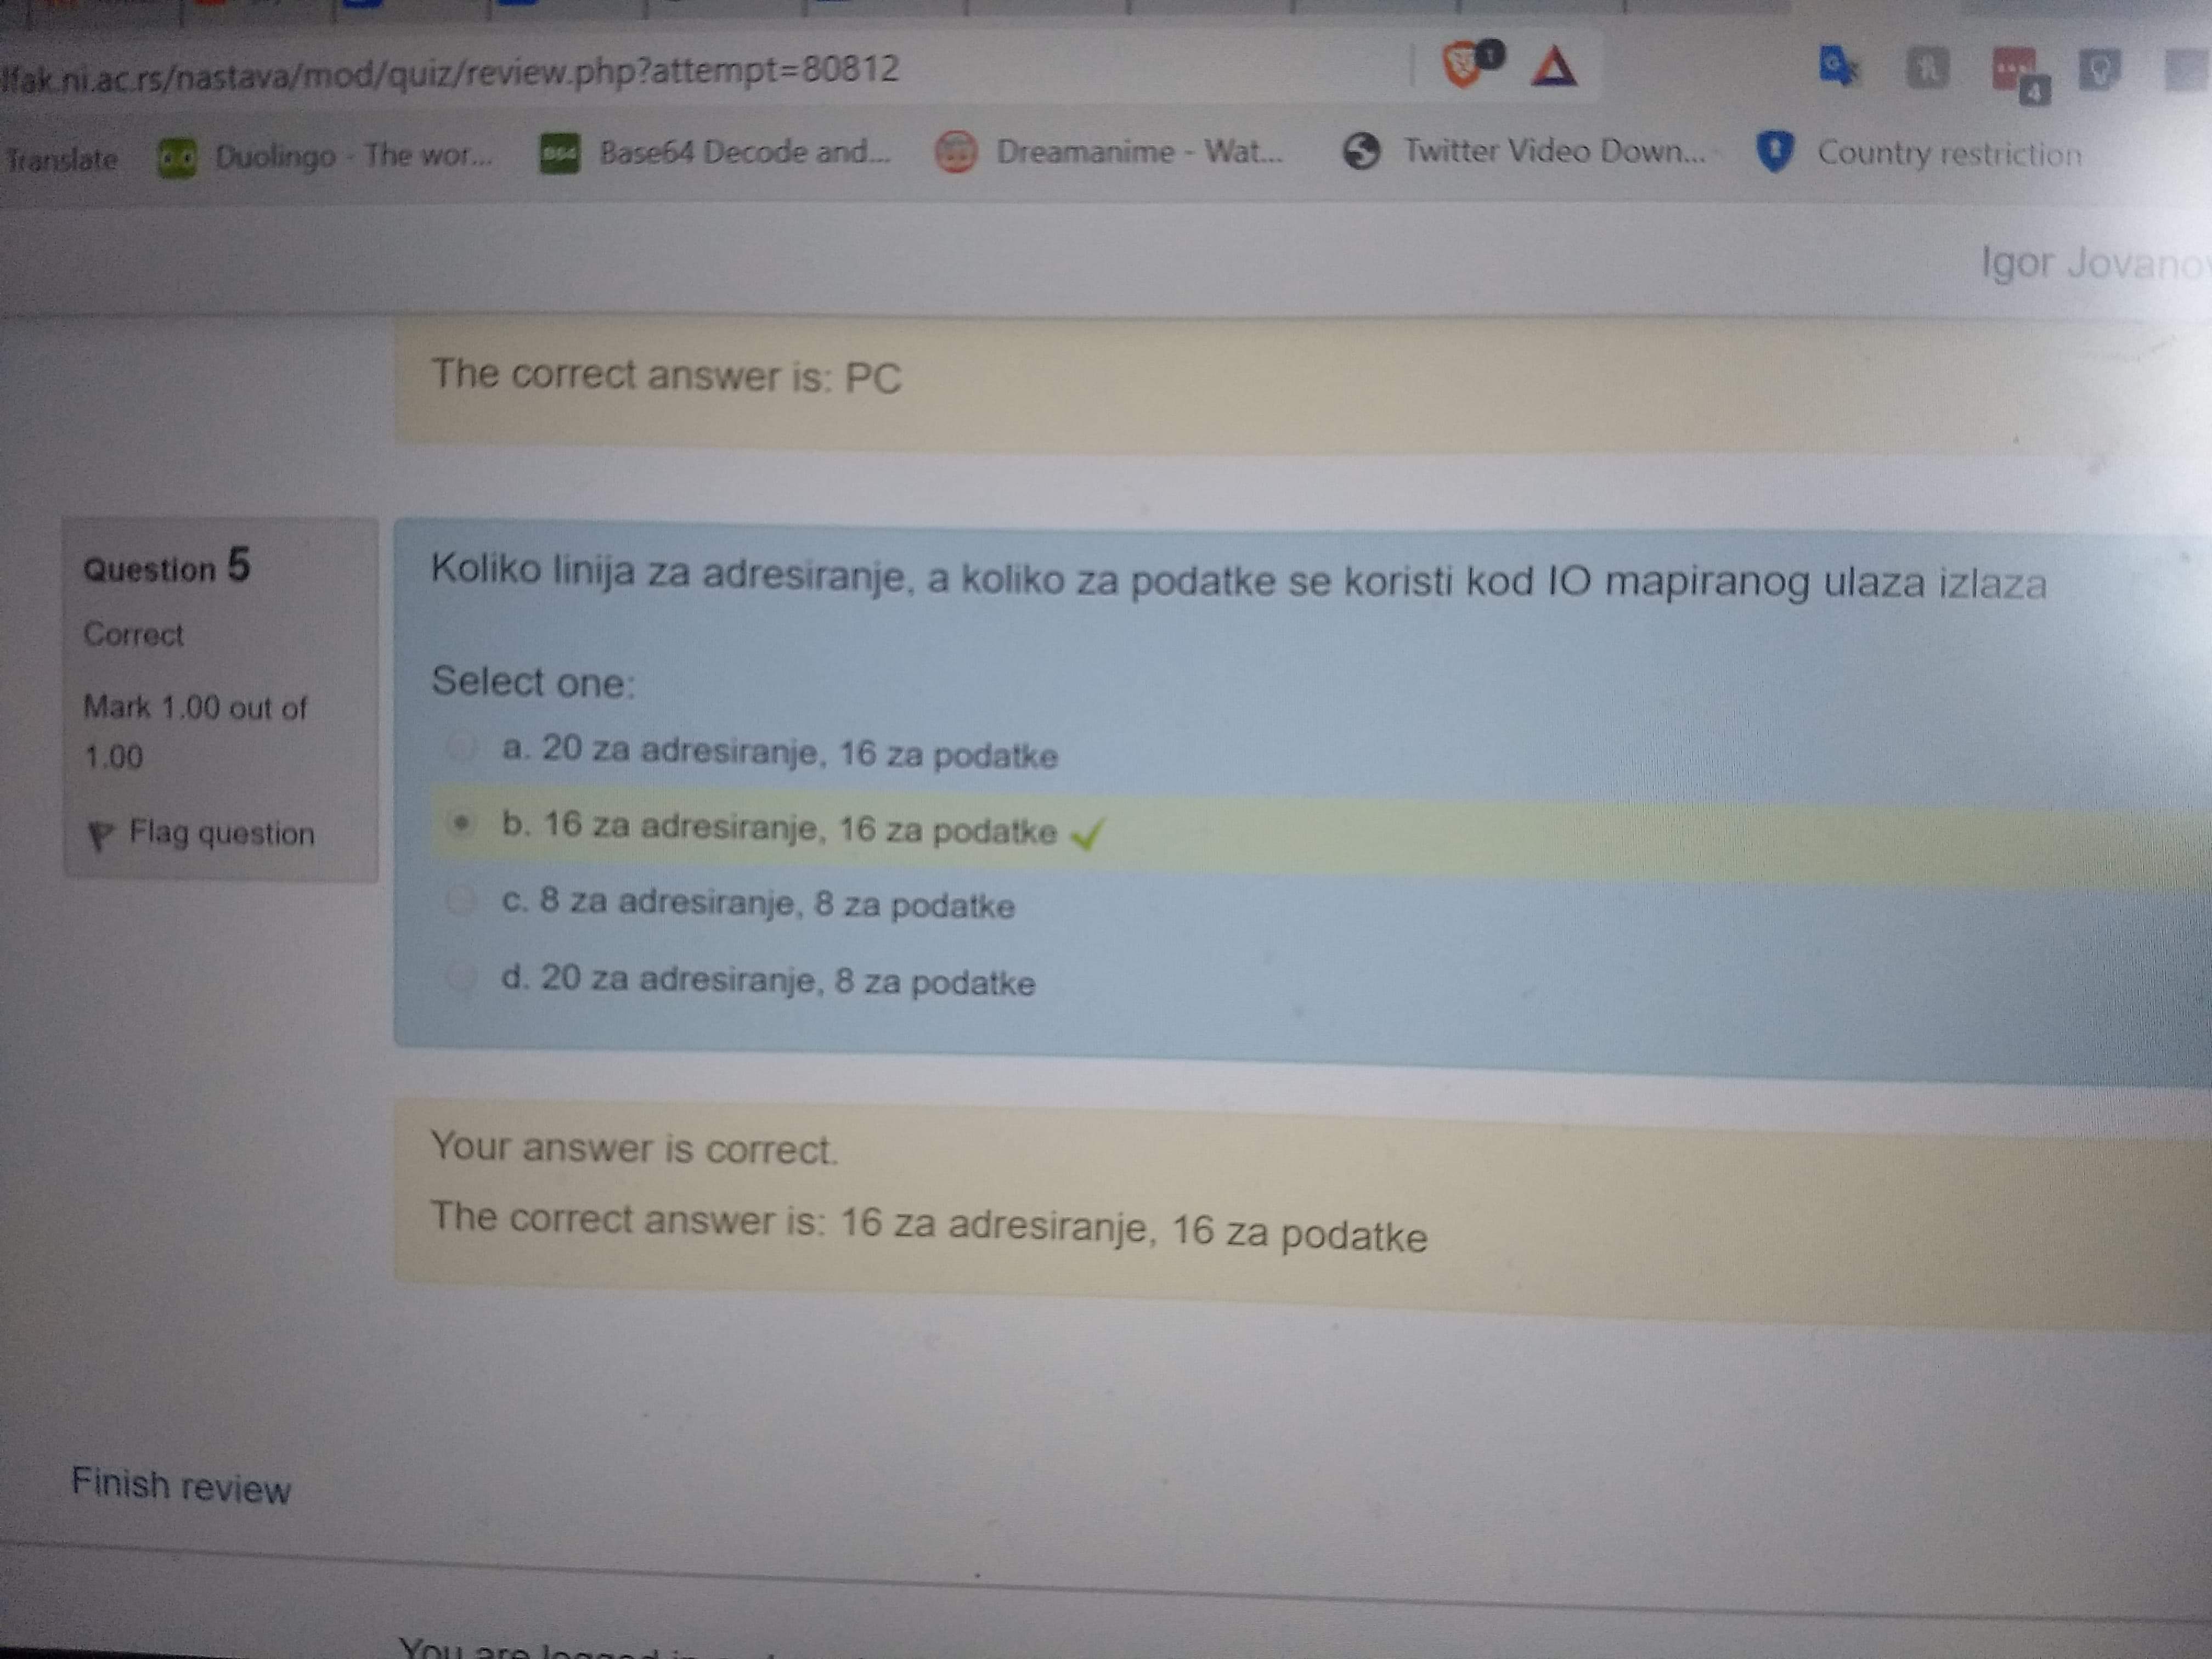 lfak.ni.ac.rs/nastava/mod/quiz/review.php?attempt=80812
1
4
Translate Duolingo - The wor... Base64 Decode and... Dreamanime - Wat... Twitter Video Down... Country restriction
Igor
The correct answer is: PC
Question 5
Correct
Mark 1.00 out of
1.00
Flag question
Koliko linija za adresiranje, a koliko za podatke se koristi kod IO mapiranog ulaza izlaza
Select one:
a. 20 za adresiranje, 16 za podatke
b. 16 za adresiranje, 16 za podatke
c. 8 za adresiranje, 8 za podatke
d. 20 za adresiranje, 8 za podatke
Your answer is correct.
The correct answer is: 16 za adresiranje, 16 za podatke
Finish review
You are logged in